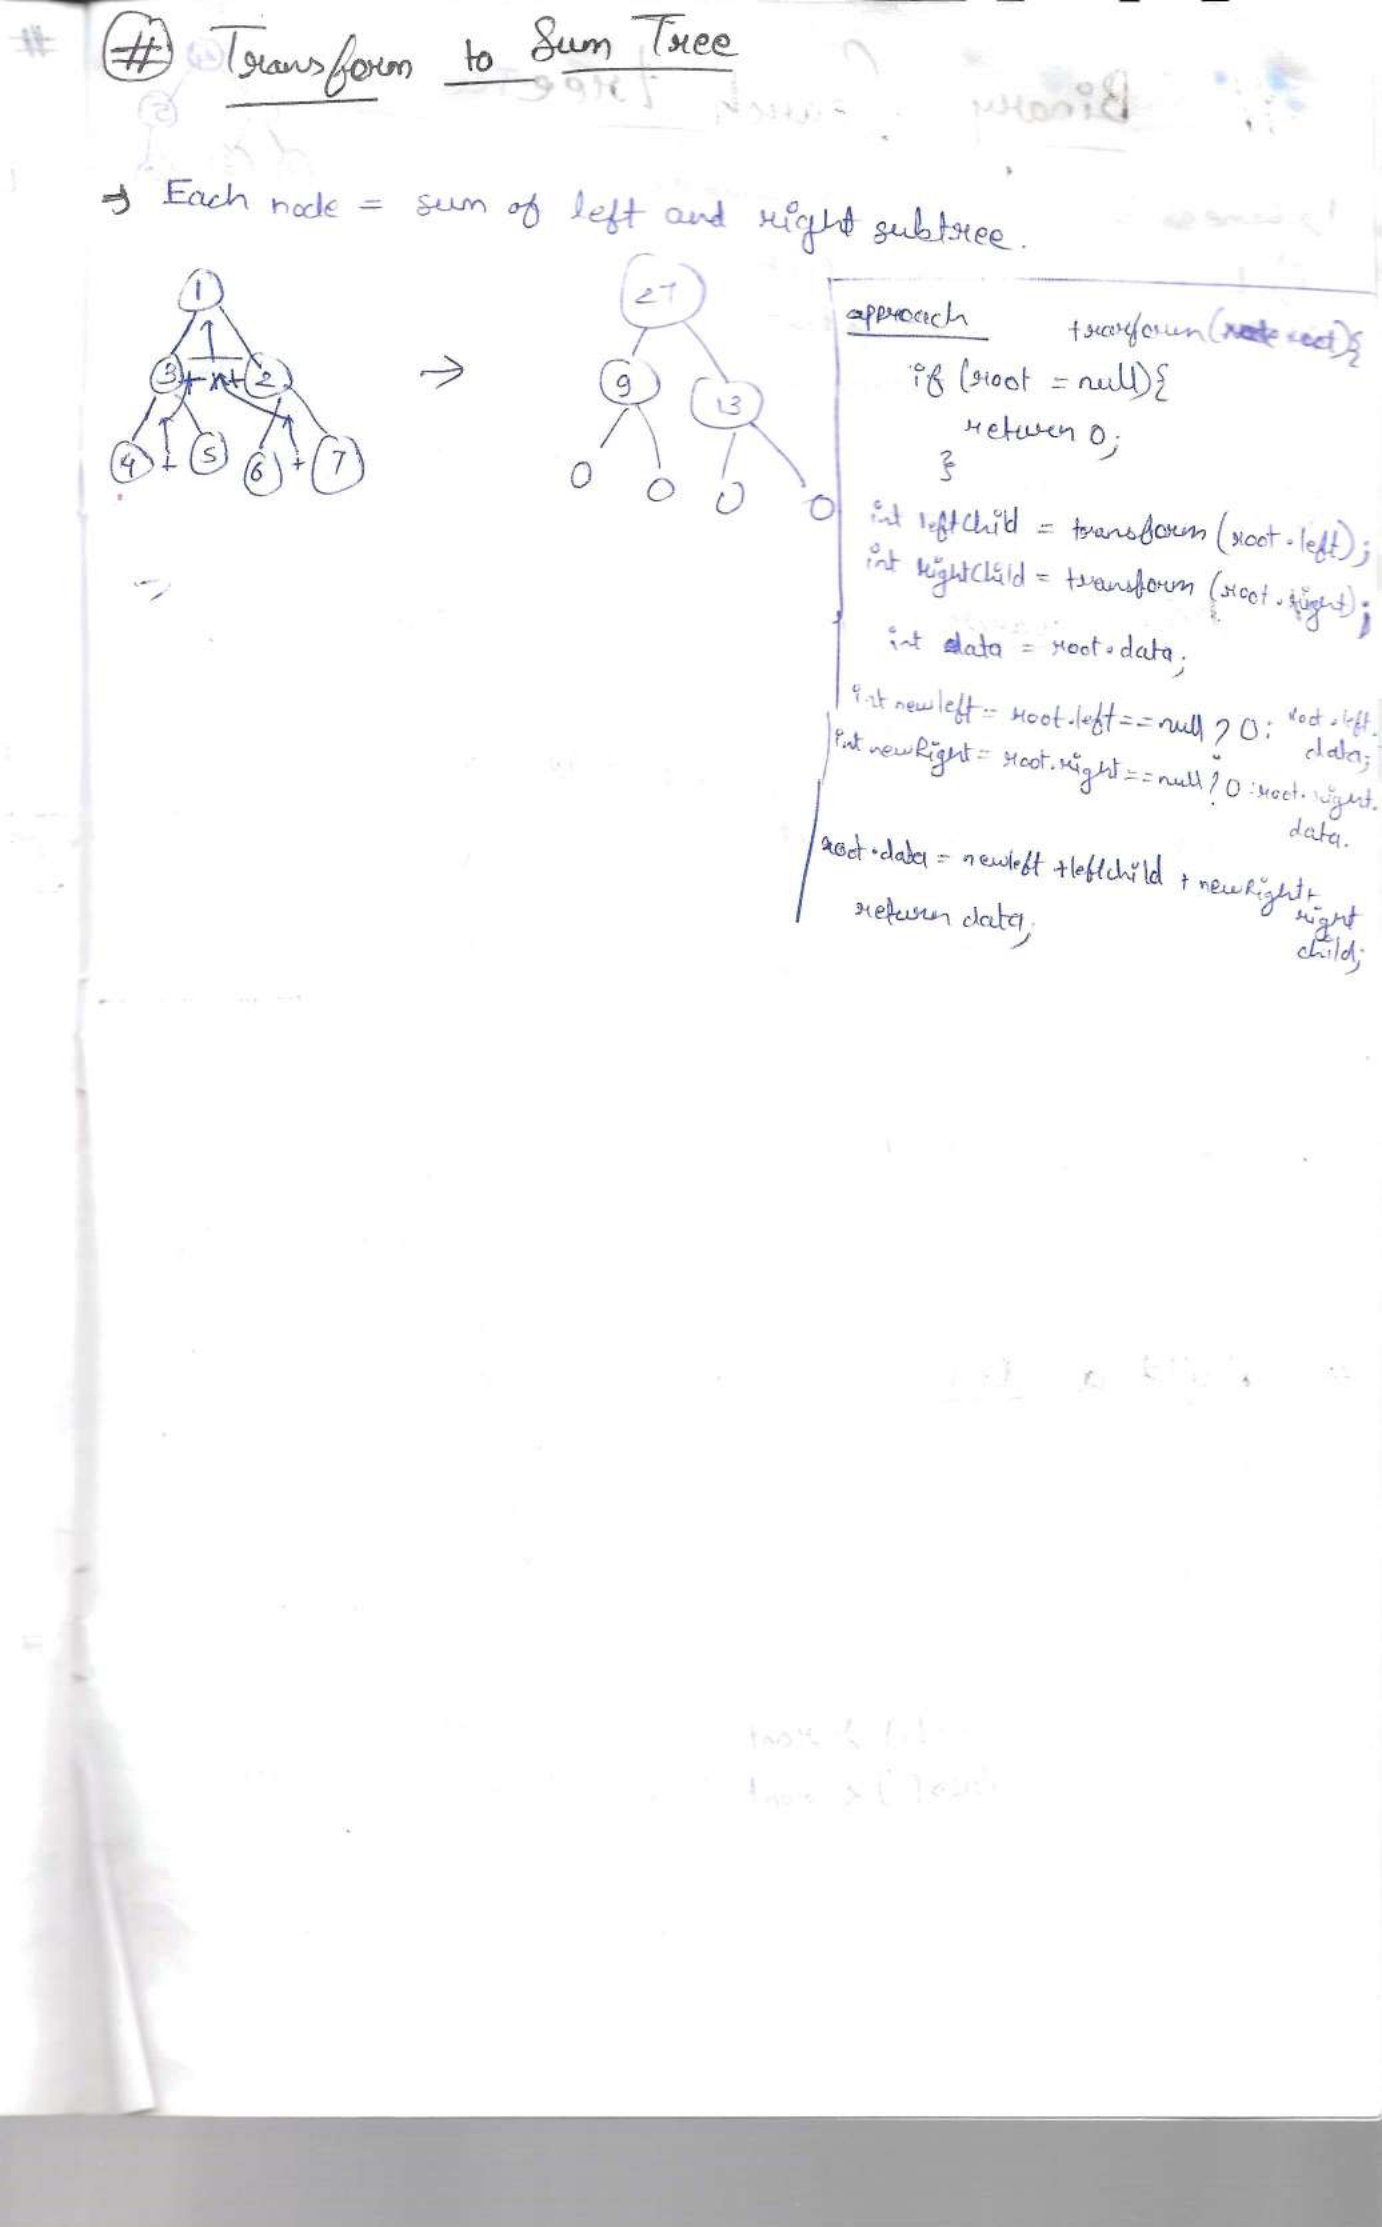 # Transform to Sum Tree
⇒ Each node = sum of left and right subtree.
1
3 + + 2
4 + 5 6 + 7
→
27
9 13
0 0 0 0
approach
tranform( ){
if (root = null){
return 0;
}
int leftChild = transform (root.left);
int rightChild = transform (root.right);
int data = root.data;
int newleft = root.left == null ? 0 : root.left.
data;
int newRight = root.right == null ? 0 : root.right.
data.
root.data = newleft + leftchild + newRight +
right
child;
return data;